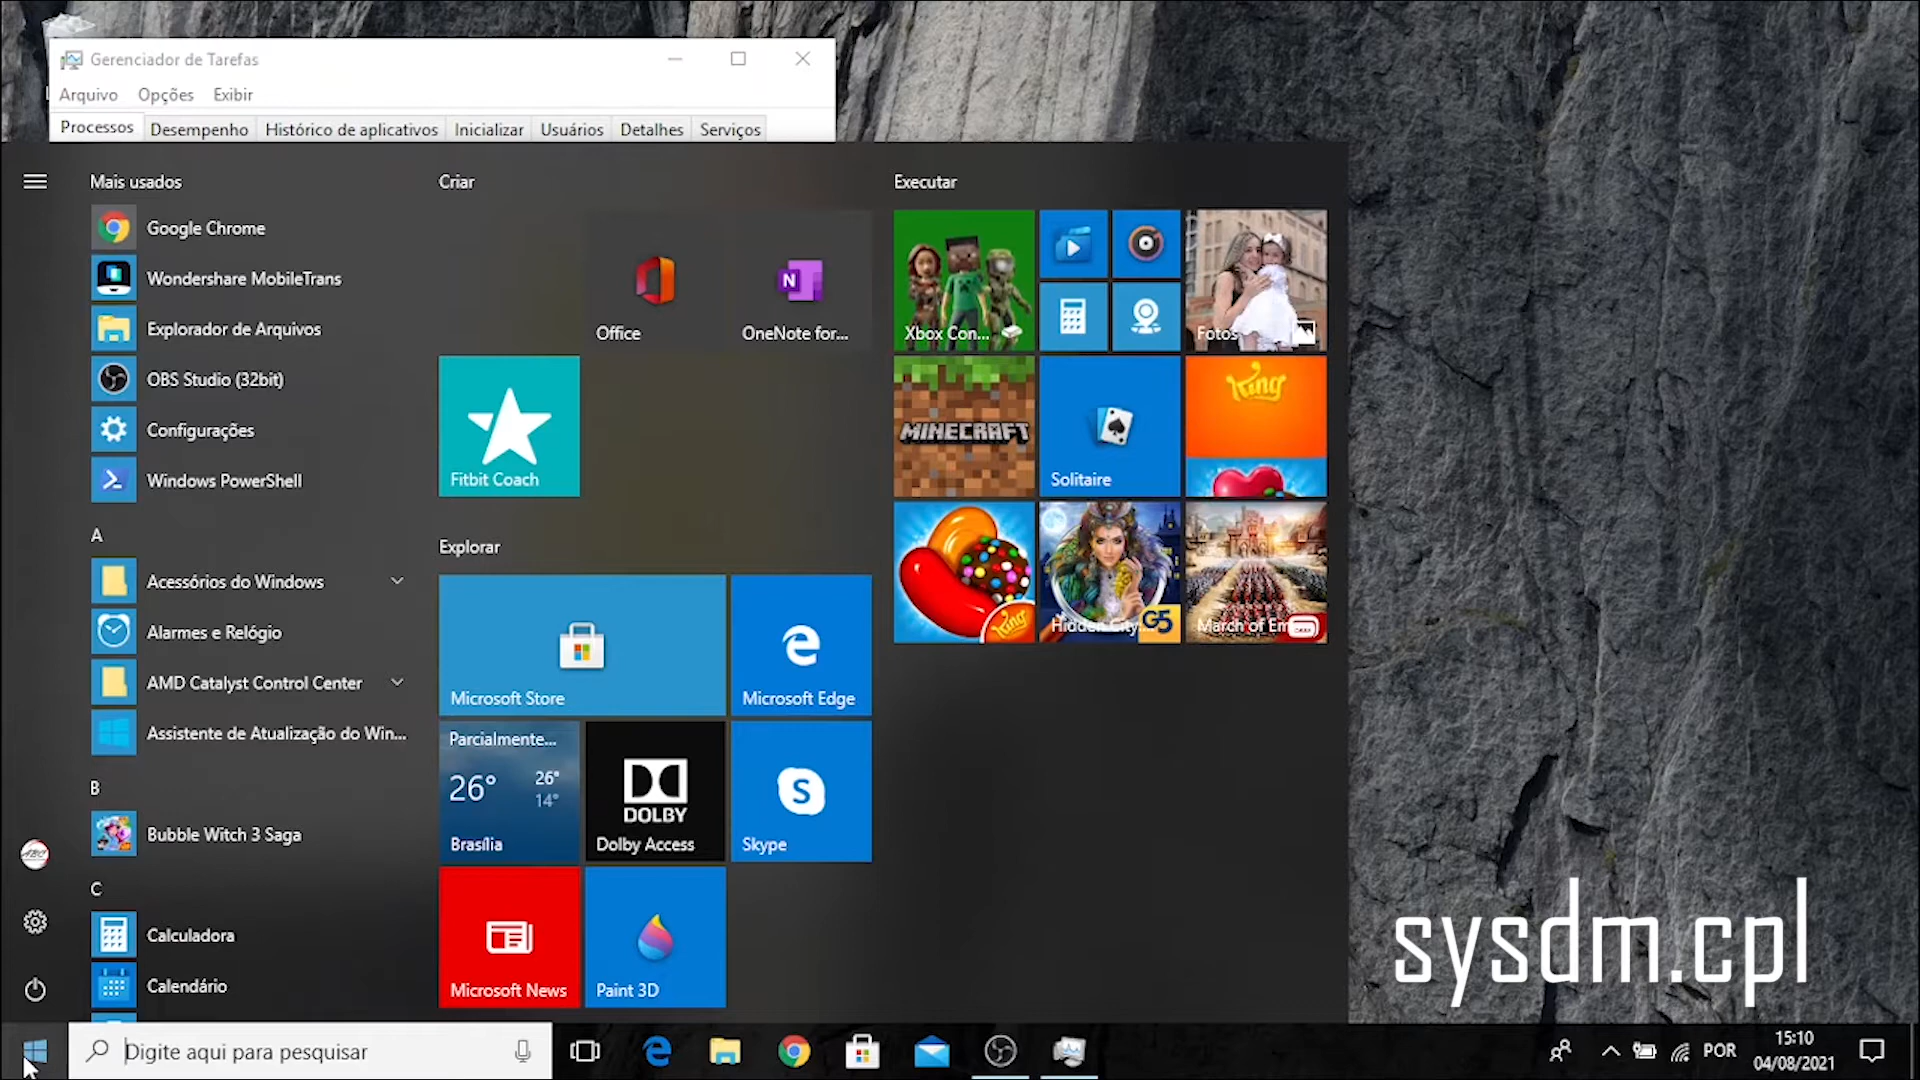 Gerenciador de Tarefas
Arquivo Opções Exibir
Processos Desempenho Histórico de aplicativos Inicializar Usuários Detalhes Serviços
Mais usados
Google Chrome
Wondershare MobileTrans
Explorador de Arquivos
OBS Studio (32bit)
Configurações
Windows PowerShell
A
Acessórios do Windows
Alarmes e Relógio
AMD Catalyst Control Center
Assistente de Atualização do Win...
B
Bubble Witch 3 Saga
C
Calculadora
Calendário
Criar
Office
N
OneNote for...
Fitbit Coach
Explorar
Microsoft Store
Microsoft Edge
Parcialmente...
26° 26°
14°
Brasília
DOLBY
Dolby Access
S
Skype
Microsoft News
Paint 3D
Executar
Xbox Con...
Fotos
MINECRAFT
Solitaire
King
King
Hidden City:...
G5
March of Em...
sysdm.cpl
ABC
Digite aqui para pesquisar
POR
15:10
04/08/2021